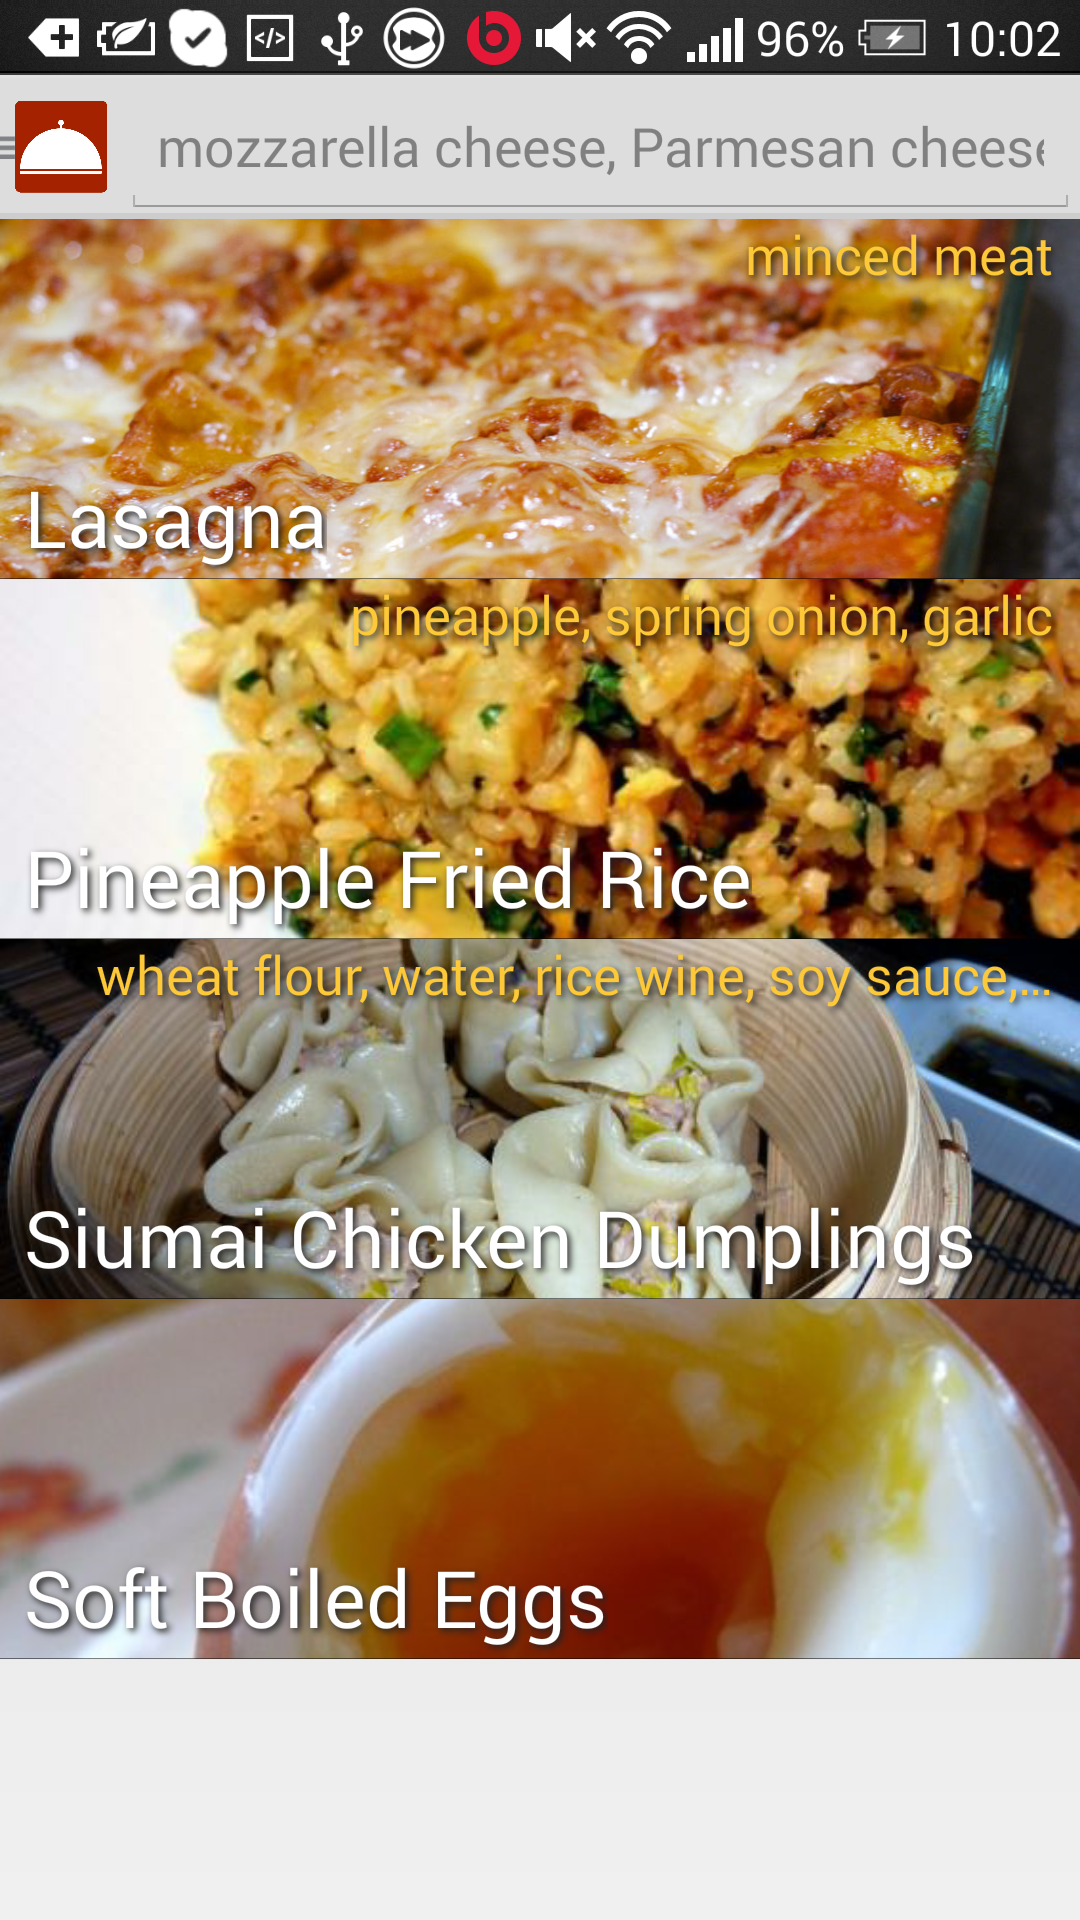 96% 10:02
mozzarella cheese, Parmesan cheese
minced meat
Lasagna
pineapple, spring onion, garlic
Pineapple Fried Rice
wheat flour, water, rice wine, soy sauce,...
Siumai Chicken Dumplings
Soft Boiled Eggs